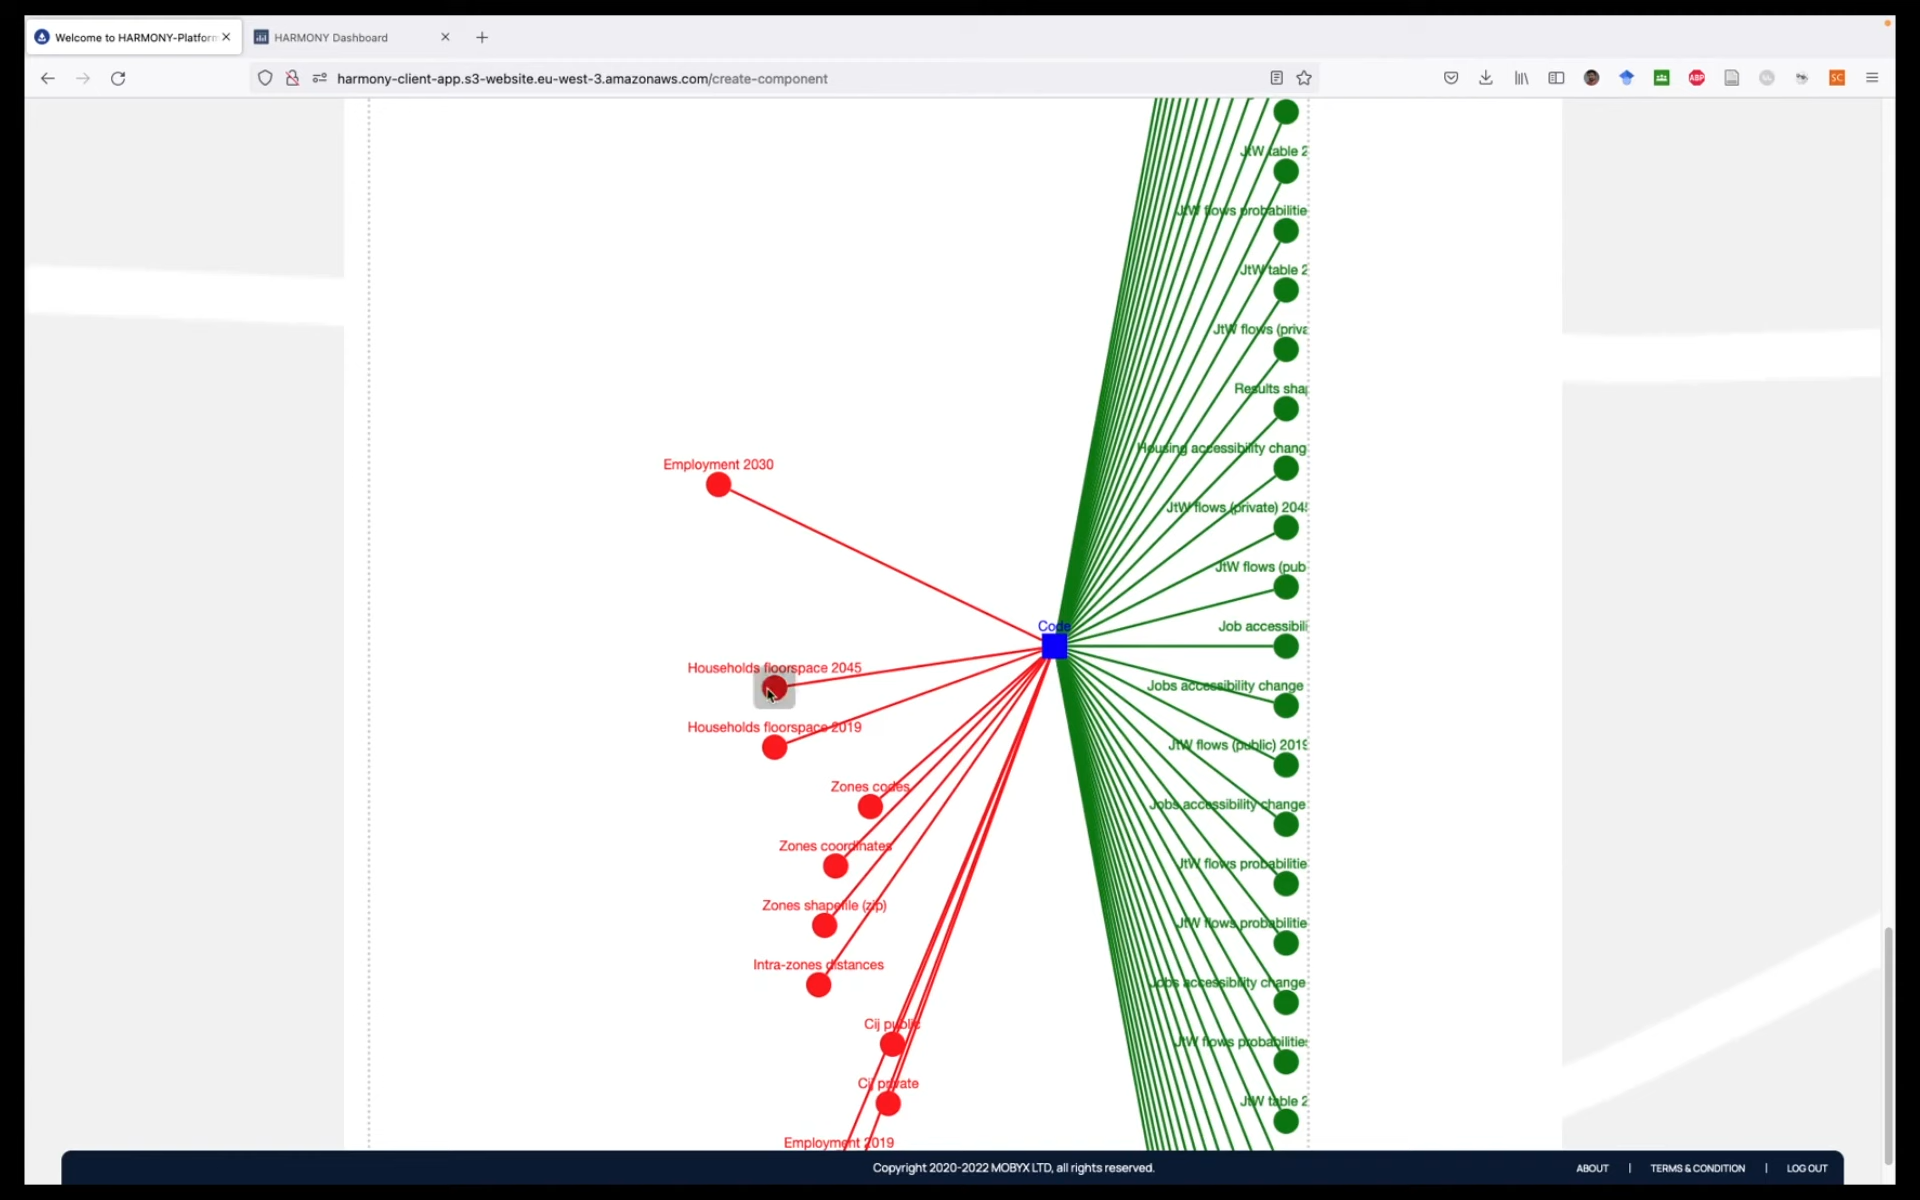 Welcome to HARMONY-Platform
HARMONY Dashboard
harmony-client-app.s3-website.eu-west-3.amazonaws.com/create-component
ABP
SC
JtW table 2
JtW flows probabilitie
JtW table 2
JtW flows (priva
Results sha
Housing accessibility chang
Employment 2030
JtW flows (private) 204
JtW flows (pub
Code
Job accessibili
Households floorspace 2045
Jobs accessibility change
Households floorspace 2019
JtW flows (public) 2019
Zones codes
Jobs accessibility change
Zones coordinates
JtW flows probabilitie
Zones shapefile (zip)
JtW flows probabilitie
Intra-zones distances
Jobs accessibility change
Cij public
JtW flows probabilitie
Cij private
JtW table 2
Employment 2019
Copyright 2020-2022 MOBYX LTD, all rights reserved.
ABOUT | TERMS & CONDITION | LOG OUT